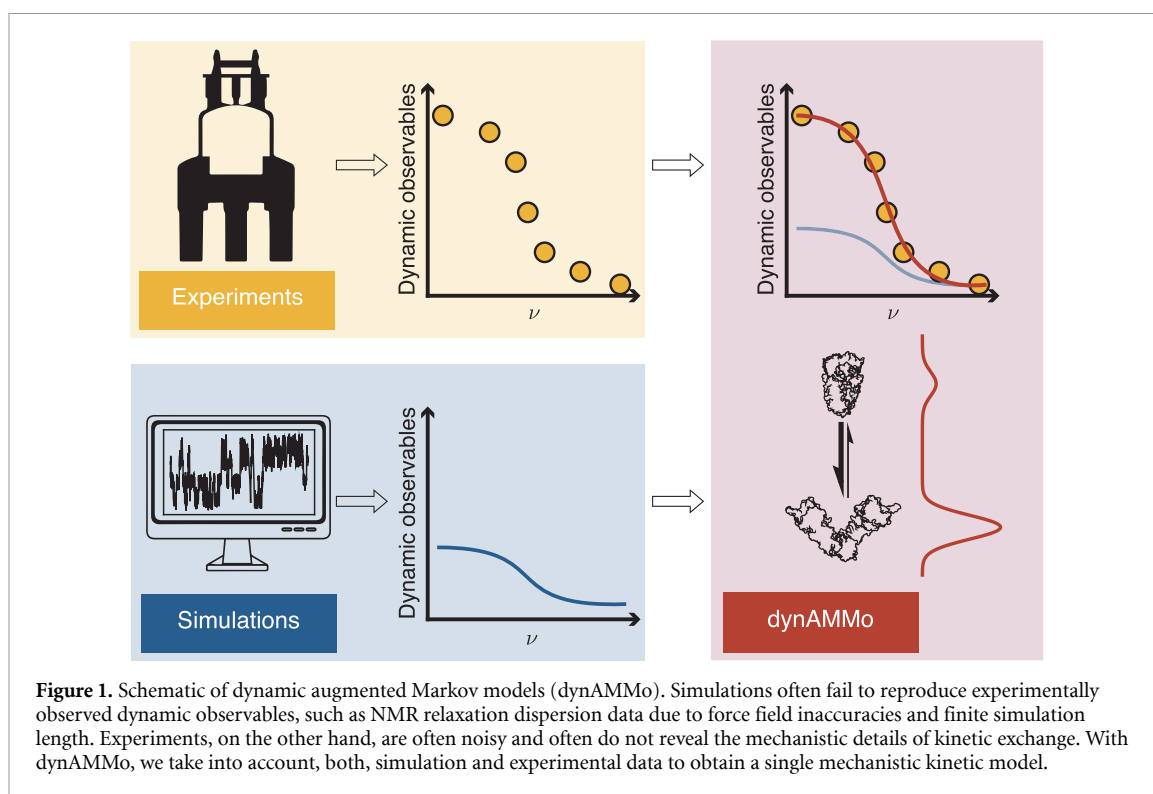 Dynamic observables
ν
Experiments
Dynamic observables
ν
Dynamic observables
ν
Simulations
dynAMMo
Figure 1. Schematic of dynamic augmented Markov models (dynAMMo). Simulations often fail to reproduce experimentally
observed dynamic observables, such as NMR relaxation dispersion data due to force field inaccuracies and finite simulation
length. Experiments, on the other hand, are often noisy and often do not reveal the mechanistic details of kinetic exchange. With
dynAMMo, we take into account, both, simulation and experimental data to obtain a single mechanistic kinetic model.